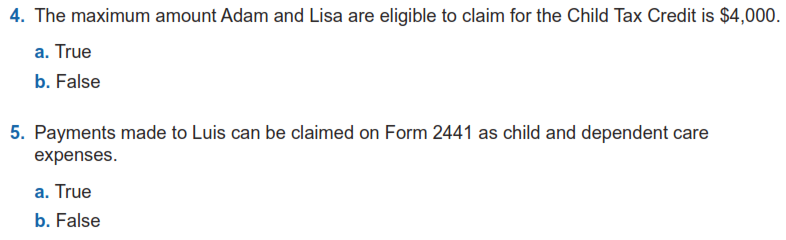 4. The maximum amount Adam and Lisa are eligible to claim for the Child Tax Credit is $4,000.
a. True
b. False
5. Payments made to Luis can be claimed on Form 2441 as child and dependent care
expenses.
a. True
b. False